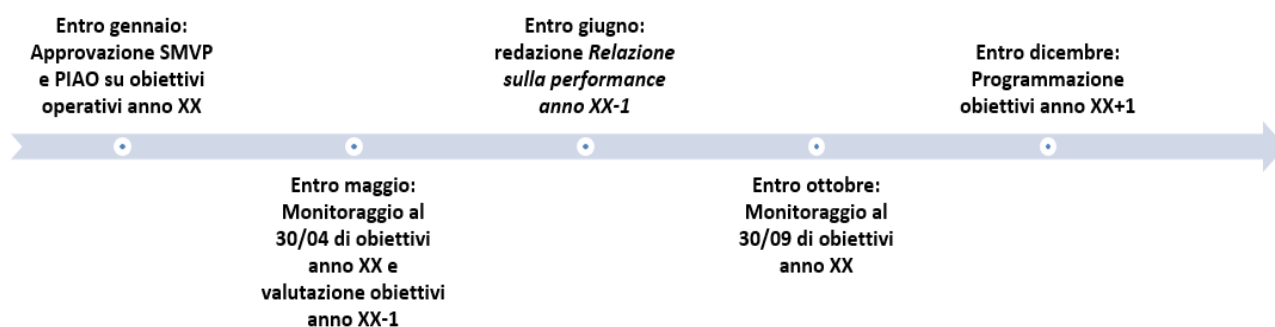 Entro gennaio:
Approvazione SMVP
e PIAO su obiettivi
operativi anno XX
Entro maggio:
Monitoraggio al
30/04 di obiettivi
anno XX e
valutazione obiettivi
anno XX-1
Entro giugno:
redazione Relazione
sulla performance
anno XX-1
Entro ottobre:
Monitoraggio al
30/09 di obiettivi
anno XX
Entro dicembre:
Programmazione
obiettivi anno XX+1